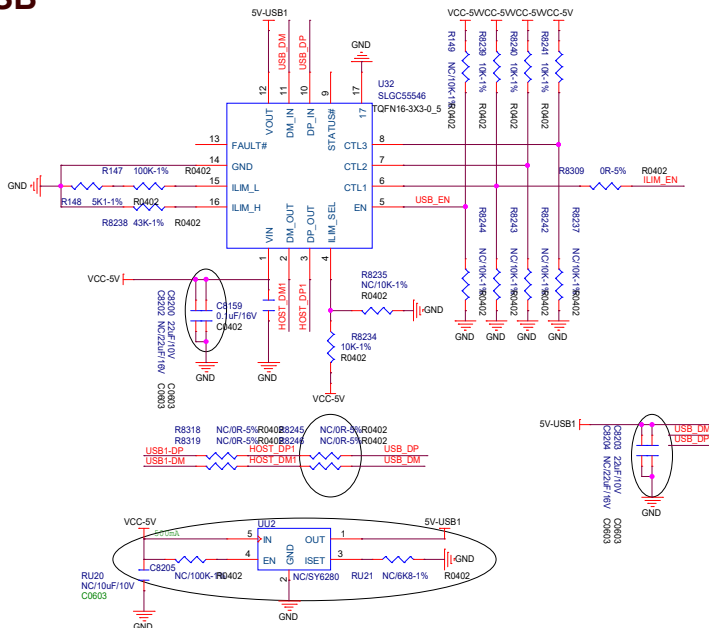 SB
5V-USB1
USB_DM
USB_DP
GND
VCC-5V
VCC-5V
VCC-5V
VCC-5V
R149 NC/10K-1% R0402
R8239 10K-1% R0402
R8240 10K-1% R0402
R8241 10K-1% R0402
U32
SLGC55546
TQFN16-3X3-0_5
12
11
10
9
17
VOUT
DM_IN
DP_IN
STATUS#
17
13
FAULT#
CTL3
8
14
GND
CTL2
7
15
ILIM_L
CTL1
6
16
ILIM_H
EN
5
VIN
DM_OUT
DP_OUT
ILIM_SEL
1
2
3
4
GND
R147 100K-1% R0402
R148 5K1-1% R0402
R8238 43K-1% R0402
R8309 0R-5% R0402
ILIM_EN
USB_EN
R8244 NC/10K-1% R0402
R8243 NC/10K-1% R0402
R8242 NC/10K-1% R0402
R8237 NC/10K-1% R0402
GND
GND
GND
GND
VCC-5V
C8159
0.1uF/16V
C0402
C8200 22uF/10V C0603
C8202 NC/22uF/16V C0603
GND
GND
HOST_DM1
HOST_DP1
R8235
NC/10K-1%
R0402
GND
R8234
10K-1%
R0402
VCC-5V
R8318 NC/0R-5% R0402 R8245 NC/0R-5% R0402
R8319 NC/0R-5% R0402 R8246 NC/0R-5% R0402
USB1-DP HOST_DP1 USB_DP
USB1-DM HOST_DM1 USB_DM
5V-USB1
USB_DM
USB_DP
C8203 22uF/10V C0603
C8204 NC/22uF/16V C0603
GND
VCC-5V
500mA
UU2
5V-USB1
5
IN
OUT
1
4
EN
GND
ISET
3
2
NC/SY6280
C8205
NC/100K-1% R0402
RU20
NC/10uF/10V
C0603
GND
GND
RU21 NC/6K8-1% R0402
GND